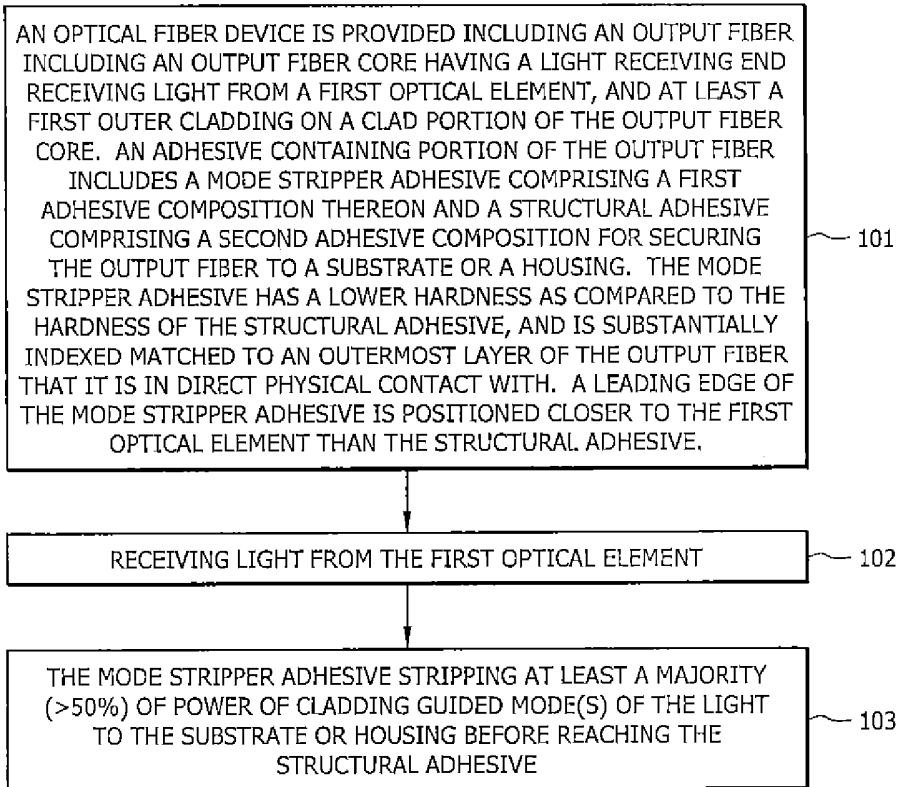 AN OPTICAL FIBER DEVICE IS PROVIDED INCLUDING AN OUTPUT FIBER
INCLUDING AN OUTPUT FIBER CORE HAVING A LIGHT RECEIVING END
RECEIVING LIGHT FROM A FIRST OPTICAL ELEMENT, AND AT LEAST A
FIRST OUTER CLADDING ON A CLAD PORTION OF THE OUTPUT FIBER
CORE. AN ADHESIVE CONTAINING PORTION OF THE OUTPUT FIBER
INCLUDES A MODE STRIPPER ADHESIVE COMPRISING A FIRST
ADHESIVE COMPOSITION THEREON AND A STRUCTURAL ADHESIVE
COMPRISING A SECOND ADHESIVE COMPOSITION FOR SECURING
THE OUTPUT FIBER TO A SUBSTRATE OR A HOUSING. THE MODE
STRIPPER ADHESIVE HAS A LOWER HARDNESS AS COMPARED TO THE
HARDNESS OF THE STRUCTURAL ADHESIVE, AND IS SUBSTANTIALLY
INDEXED MATCHED TO AN OUTERMOST LAYER OF THE OUTPUT FIBER
THAT IT IS IN DIRECT PHYSICAL CONTACT WITH. A LEADING EDGE OF
THE MODE STRIPPER ADHESIVE IS POSITIONED CLOSER TO THE FIRST
OPTICAL ELEMENT THAN THE STRUCTURAL ADHESIVE.
101
RECEIVING LIGHT FROM THE FIRST OPTICAL ELEMENT
102
THE MODE STRIPPER ADHESIVE STRIPPING AT LEAST A MAJORITY
(>50%) OF POWER OF CLADDING GUIDED MODE(S) OF THE LIGHT
TO THE SUBSTRATE OR HOUSING BEFORE REACHING THE
STRUCTURAL ADHESIVE
103